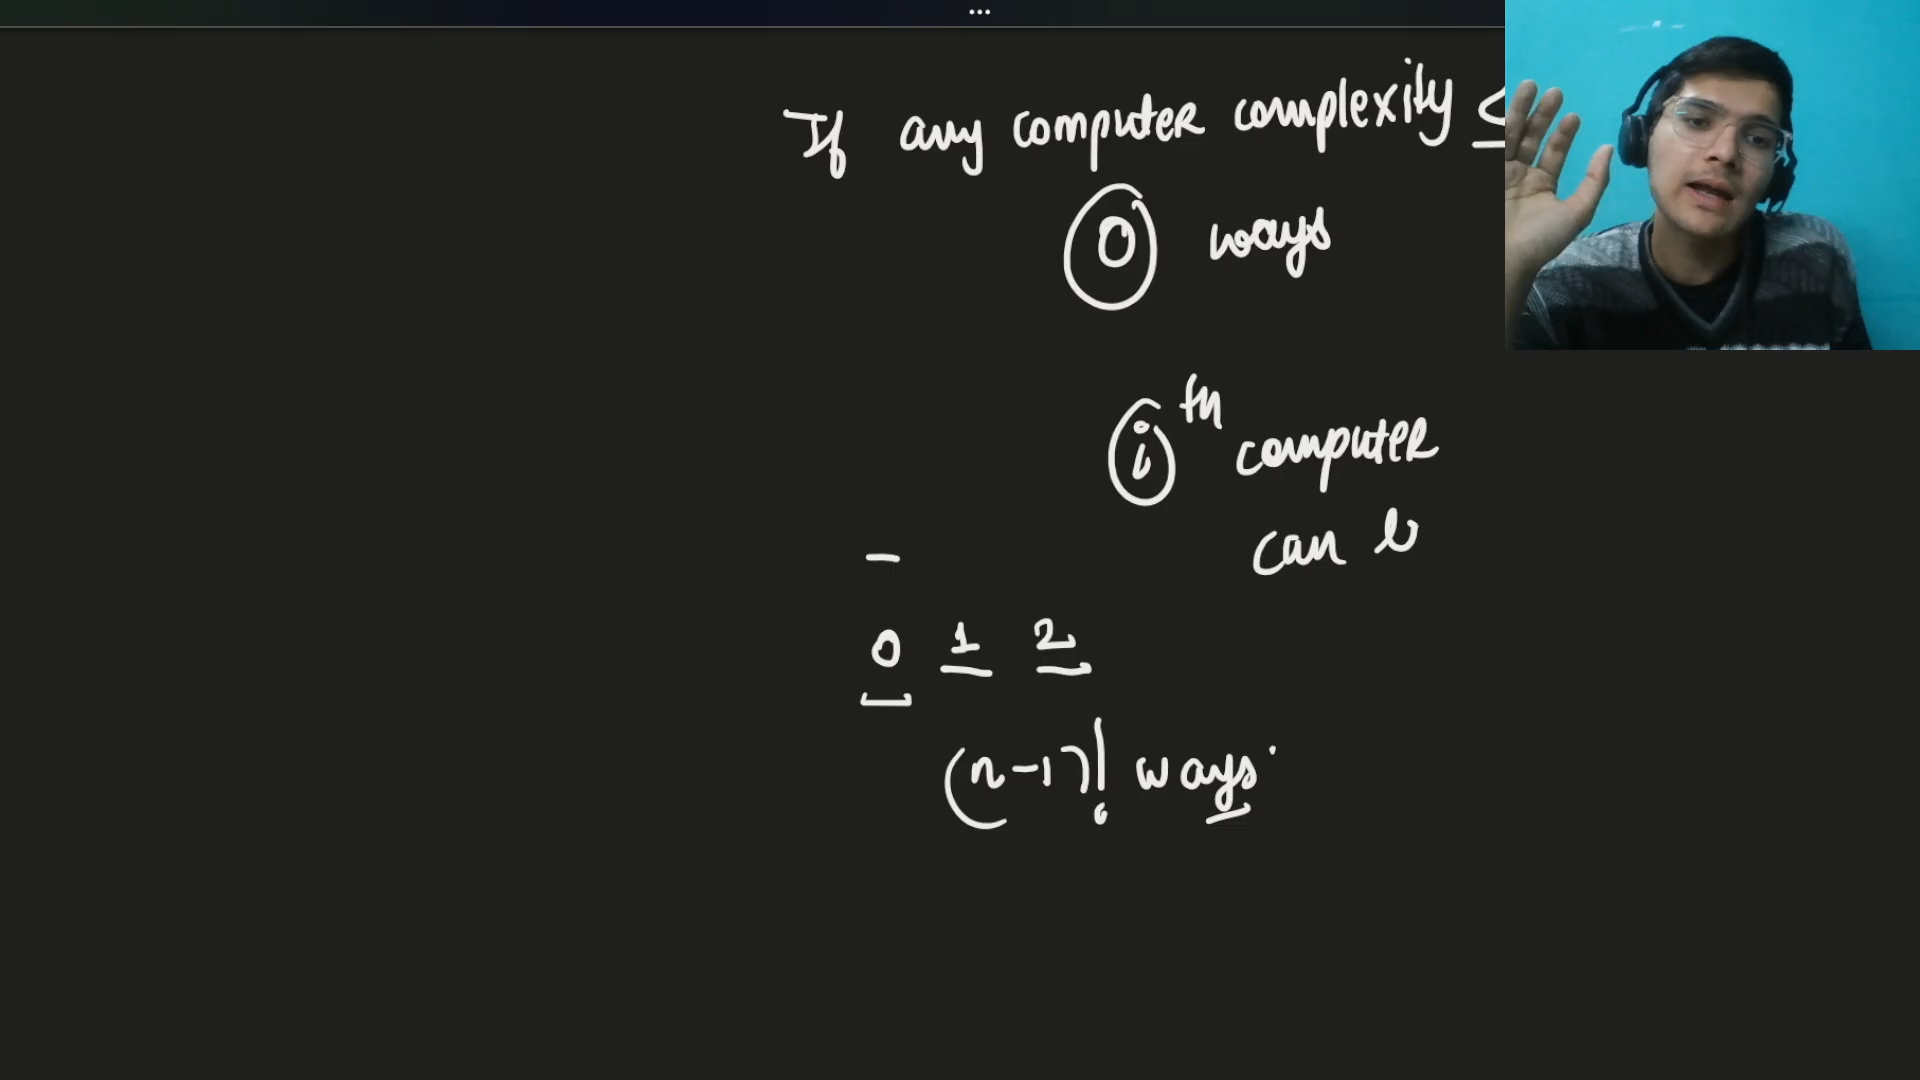 ...
If any computer complexity ≤
0 ways
i th computer
can b
0 1 2
(n-1)! ways